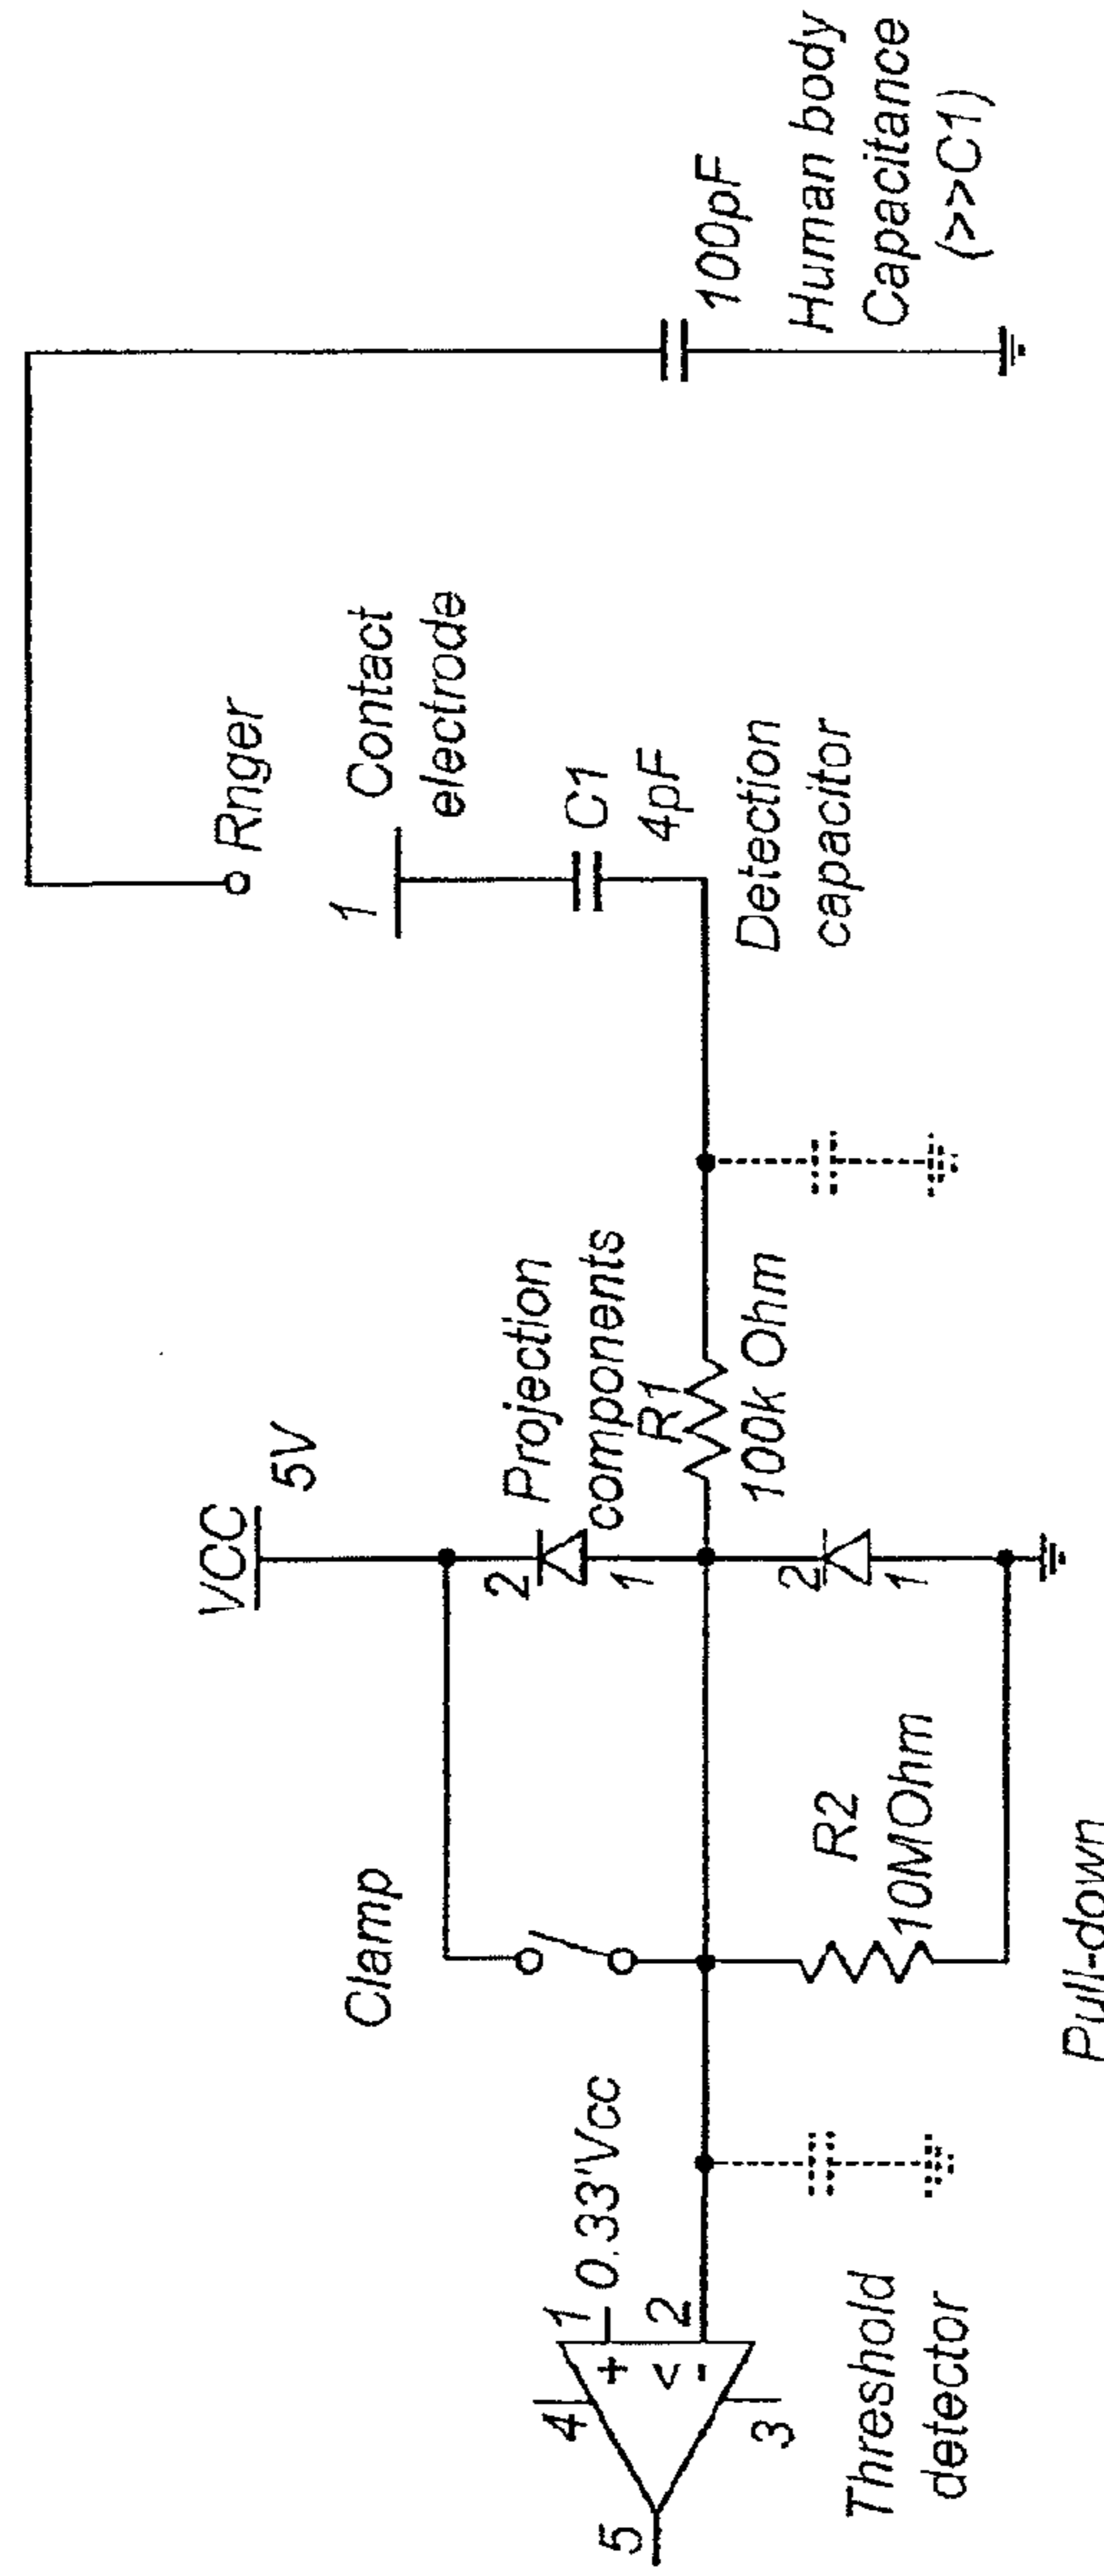 5
4
3
+
<
-
1
2
0.33'Vcc
Threshold
detector
Clamp
R2
10MOhm
Pull-down
VCC
5V
2
1
2
1
Projection
components
R1
100k Ohm
1
Contact
electrode
C1
4pF
Detection
capacitor
Rnger
100pF
Human body
Capacitance
(>>C1)